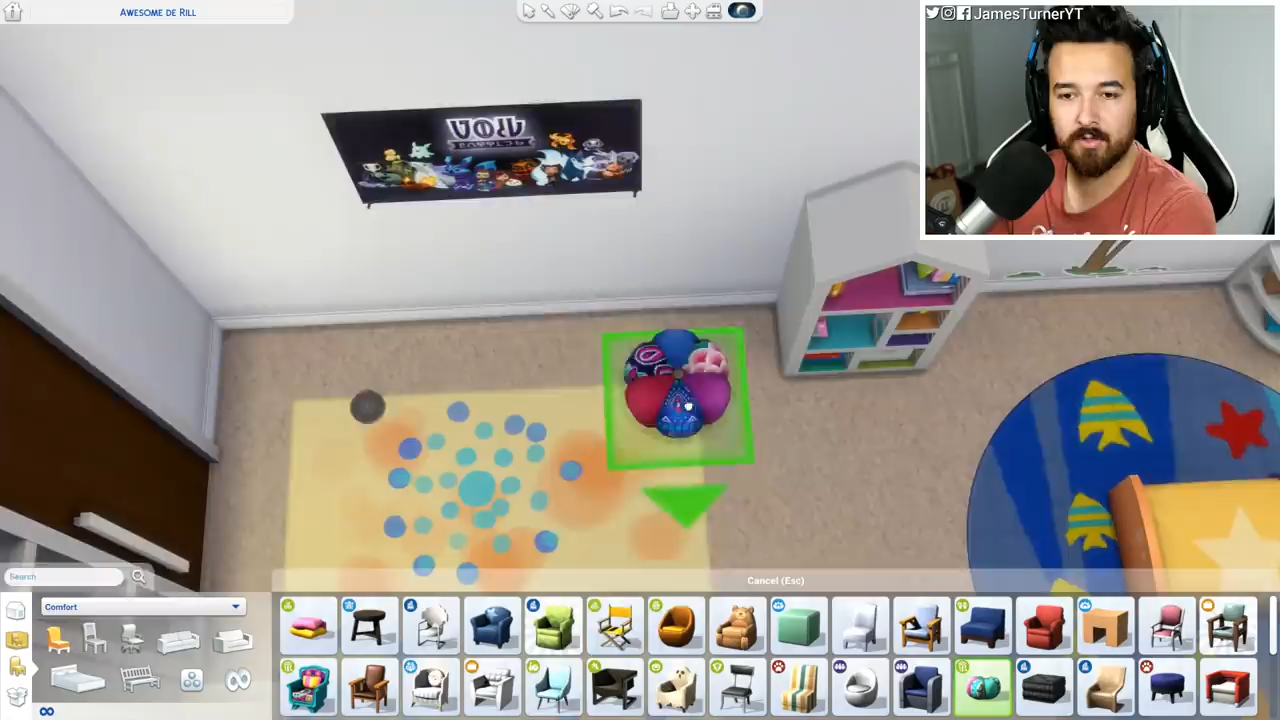 AWESOME DE RILL
JamesTurnerYT
Cancel (Esc)
Search
Comfort